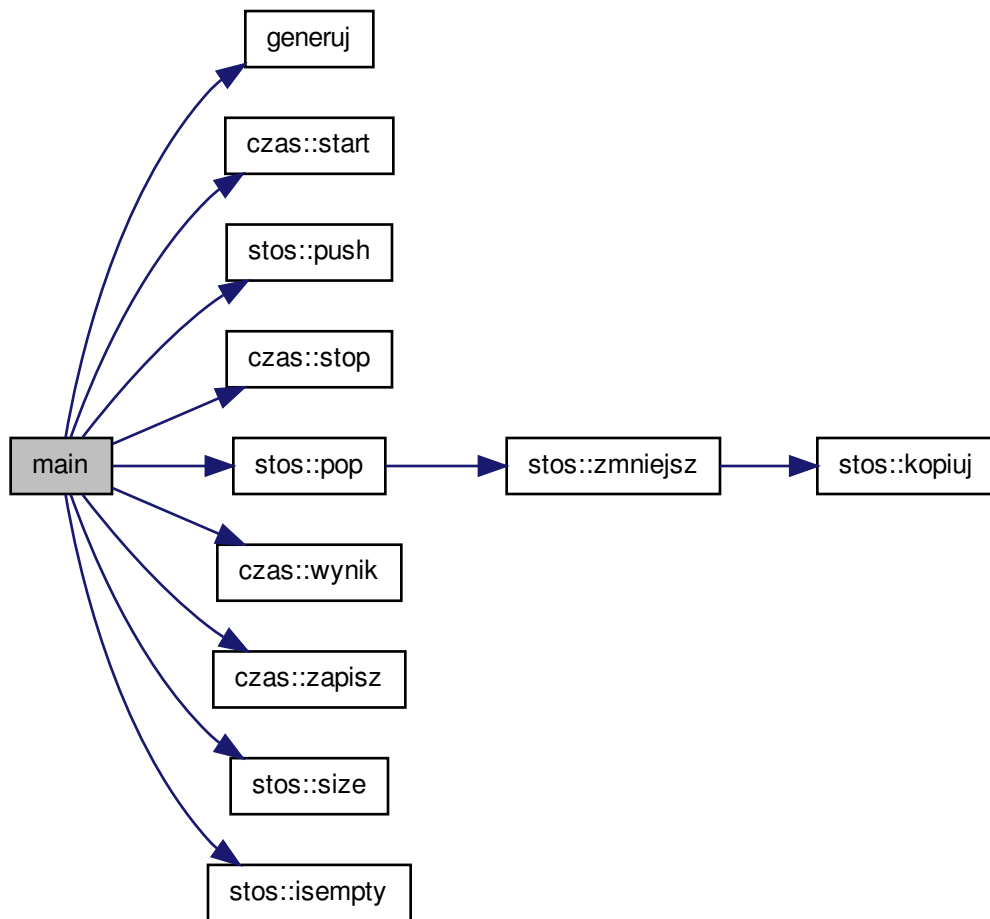 generuj
czas::start
stos::push
czas::stop
main
stos::pop
stos::zmniejsz
stos::kopiuj
czas::wynik
czas::zapisz
stos::size
stos::isempty